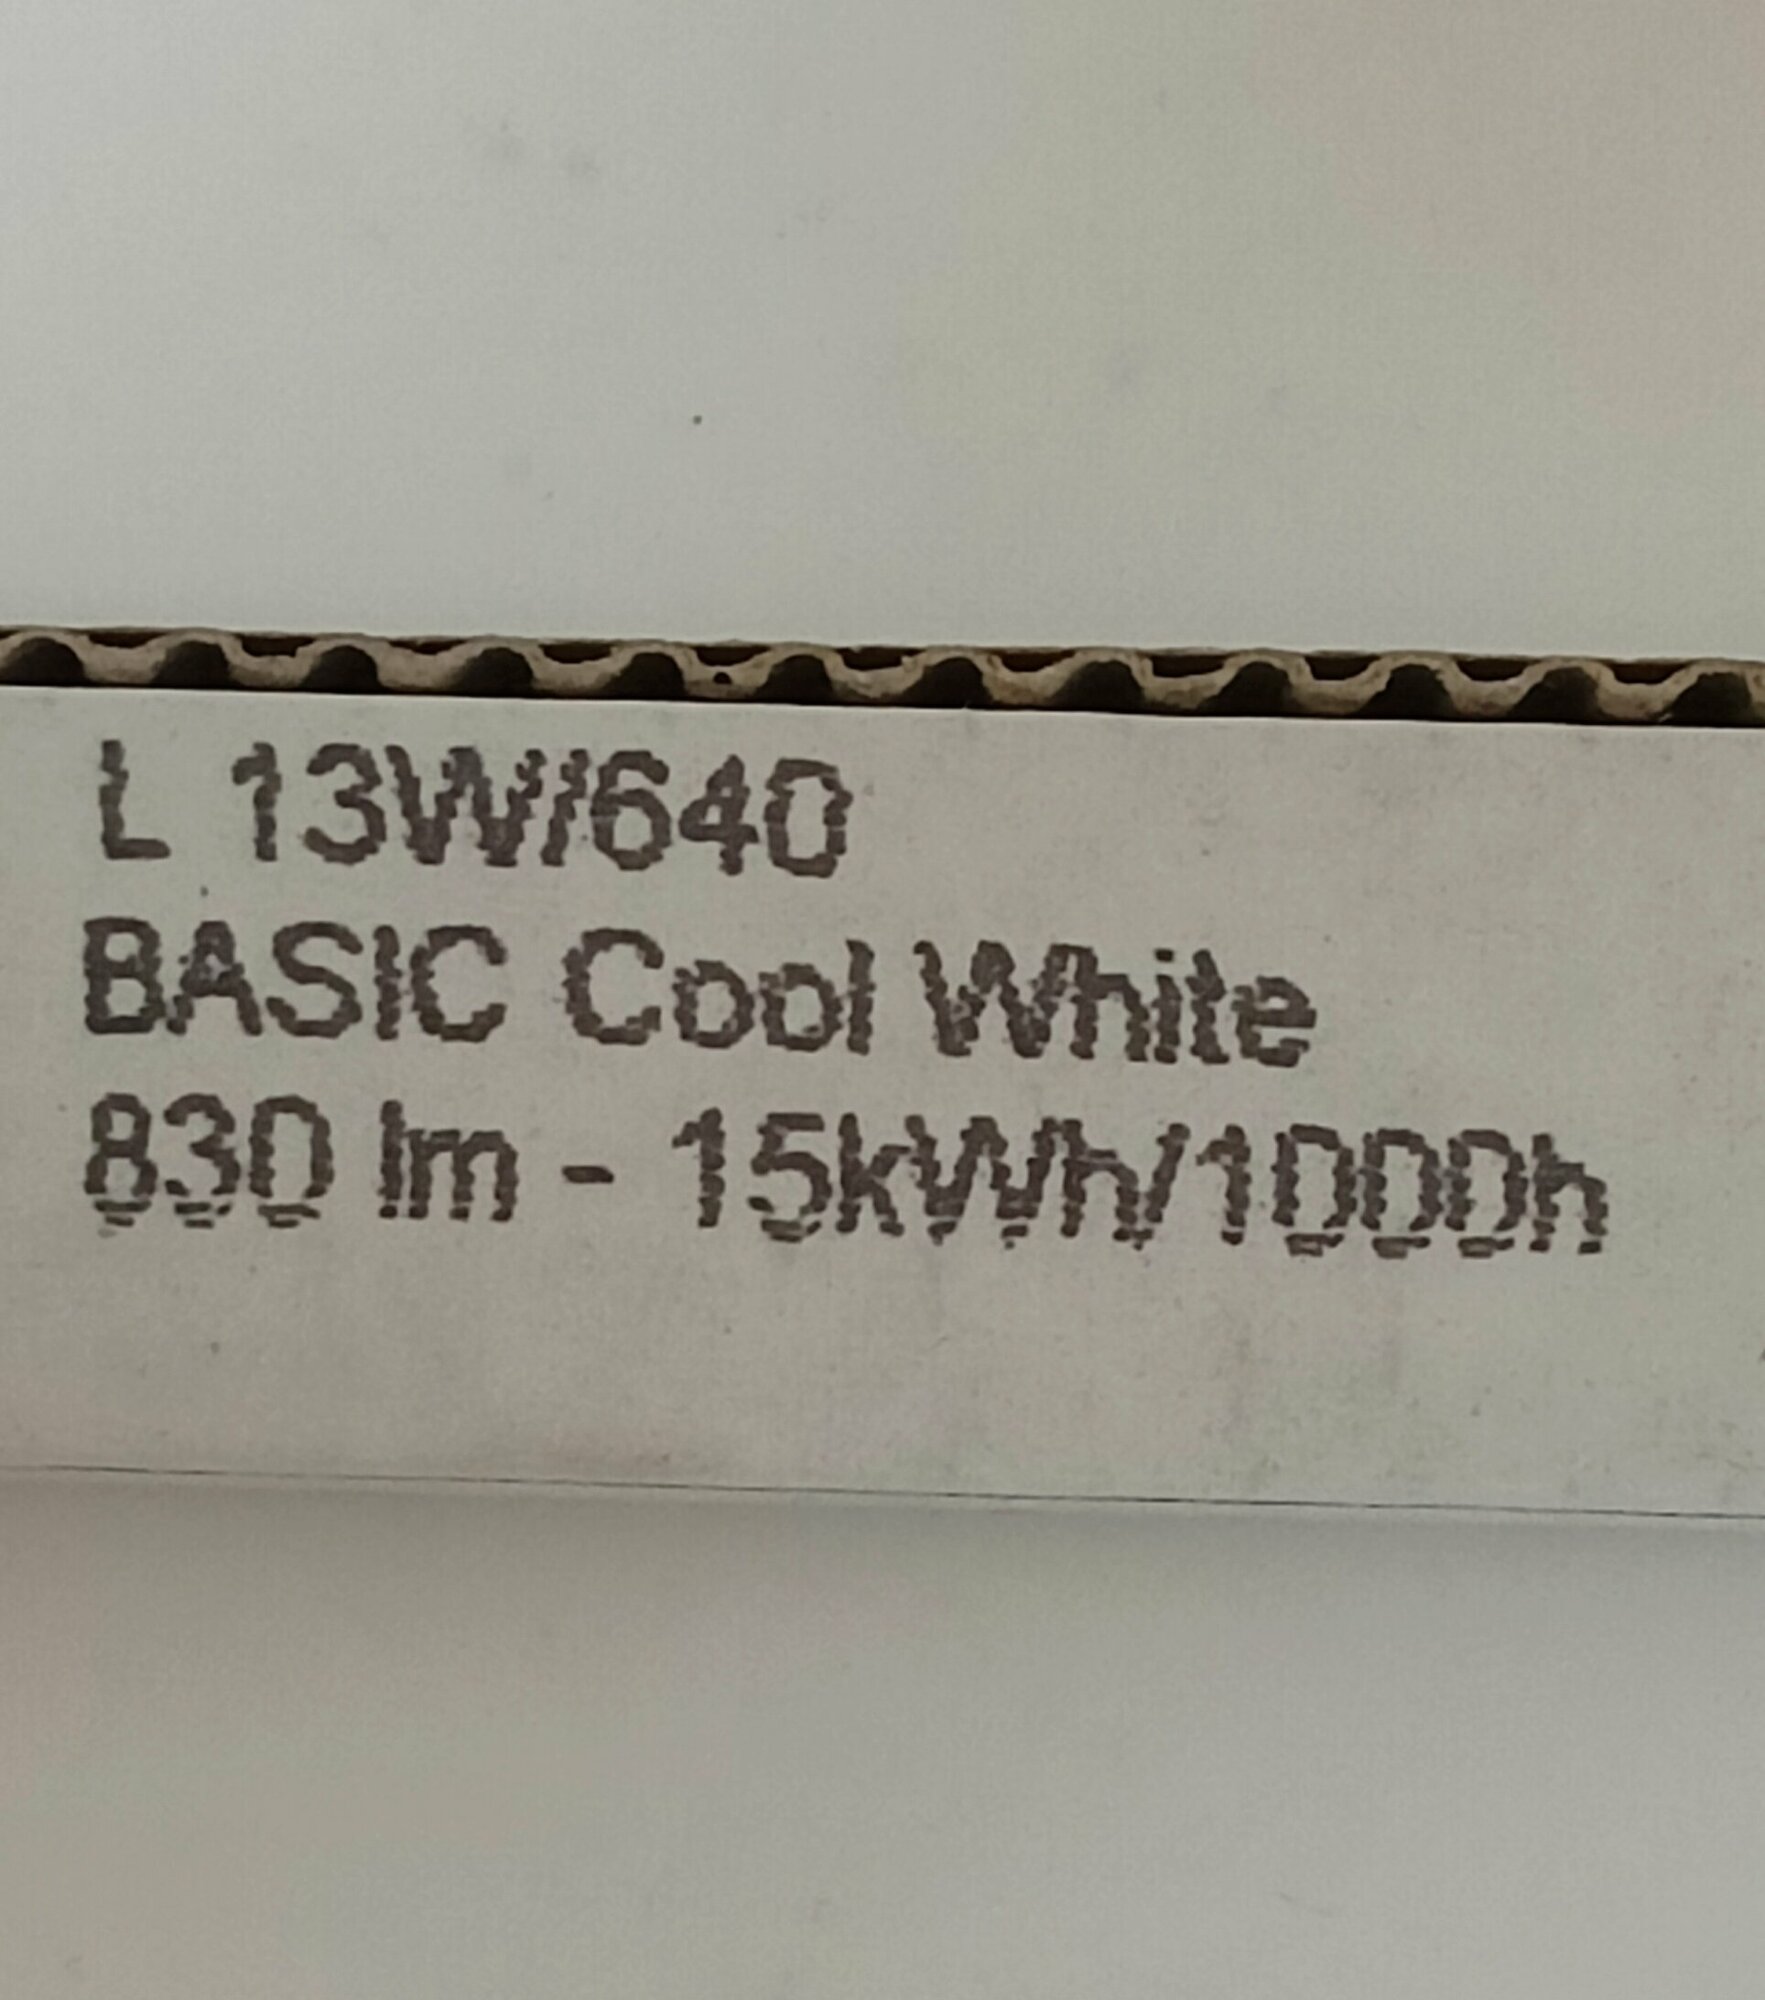 L 13W/640
BASIC Cool White
830 lm - 15kWh/1000h